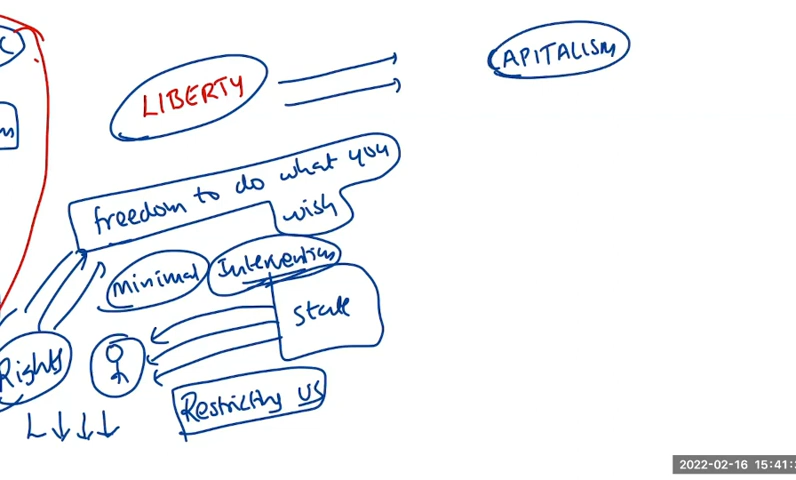 C
LIBERTY
CAPITALISM
m
freedom to do what you
wish
minimal Intervention
State
Rights
Restricting us
L
2022-02-16 15:41: